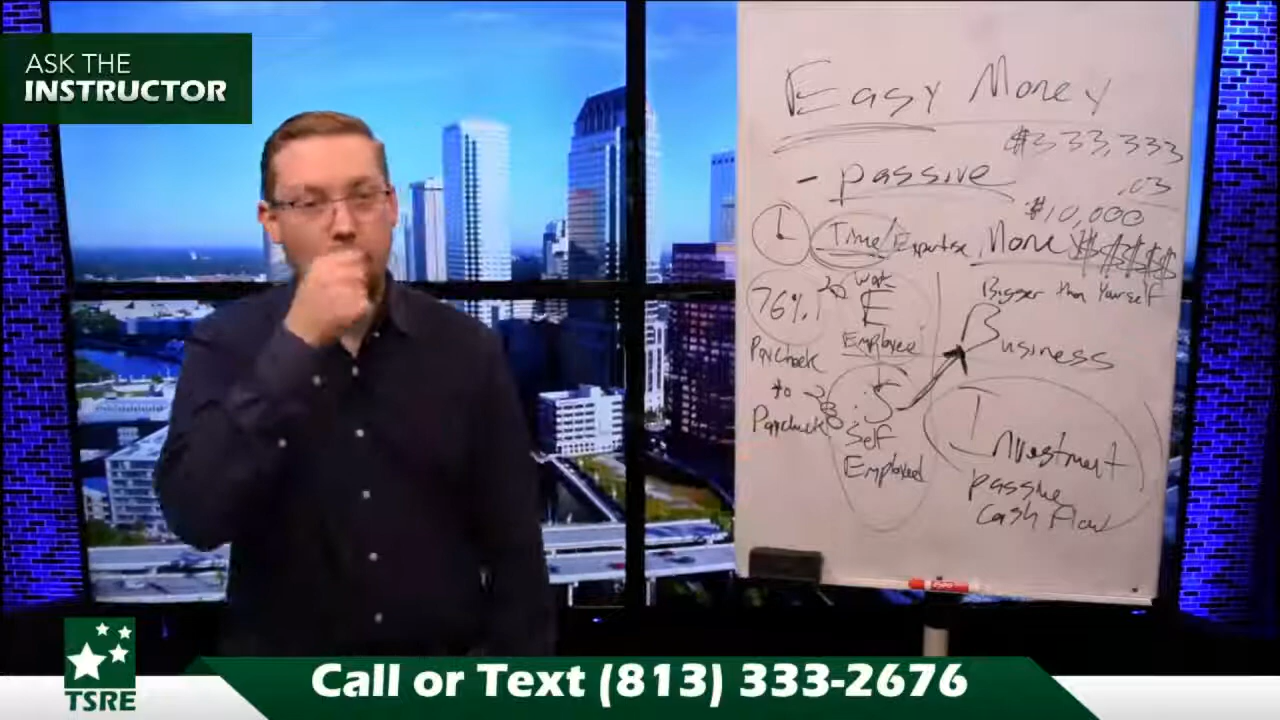 ASK THE
INSTRUCTOR
Easy Money
$333,333
.03
- passive
$10,000
Time/Expertise
Money $$$$$
76%
Work
E
Employee
Bigger than Yourself
Business
Paycheck
to
Paycheck
S
Self
Employed
Investment
passive
Cash Flow
TSRE
Call or Text (813) 333-2676